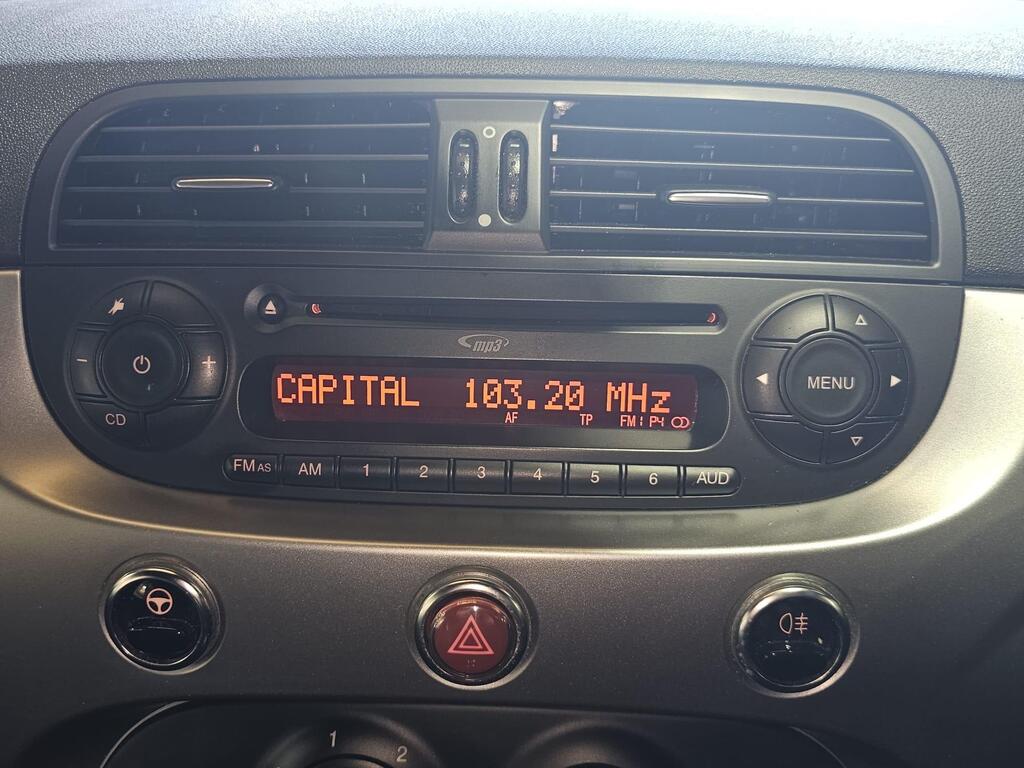 mp3
CAPITAL 103.20 MHz
AF TP FM1 P4
MENU
CD
FM AS AM 1 2 3 4 5 6 AUD
1 2